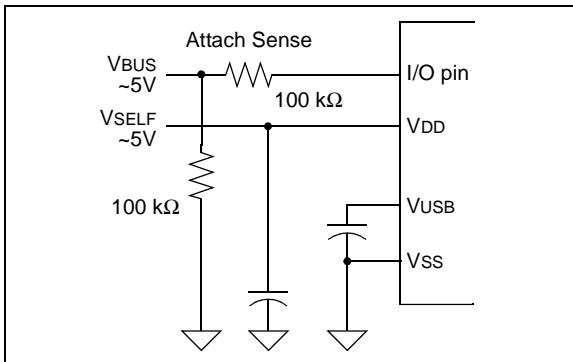 Attach Sense
VBUS
~5V
100 kΩ
I/O pin
VSELF
~5V
VDD
100 kΩ
VUSB
VSS